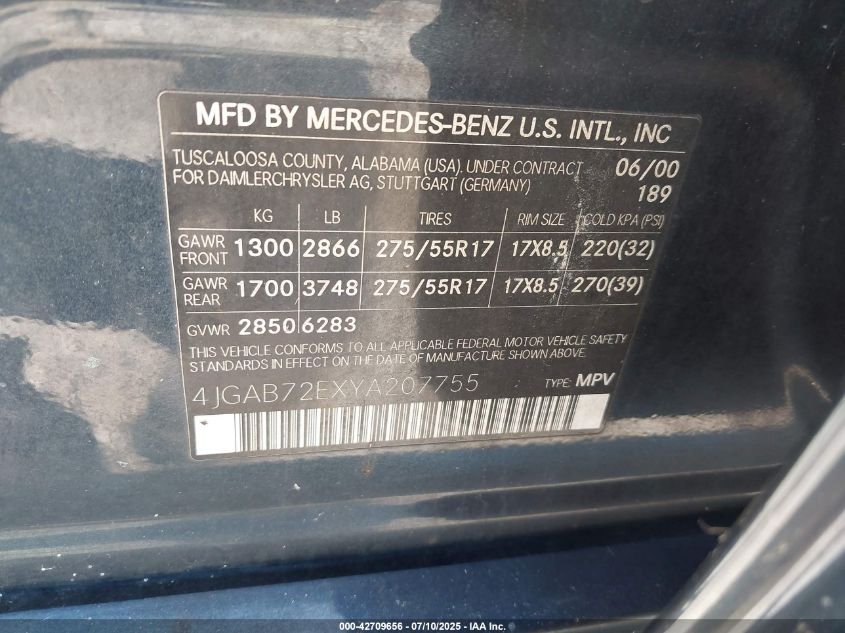 MFD BY MERCEDES-BENZ U.S. INTL., INC
TUSCALOOSA COUNTY, ALABAMA (USA). UNDER CONTRACT 06/00
FOR DAIMLERCHRYSLER AG, STUTTGART (GERMANY) 189
KG LB TIRES RIM SIZE COLD KPA (PSI)
GAWR FRONT 1300 2866 275/55R17 17X8.5 220(32)
GAWR REAR 1700 3748 275/55R17 17X8.5 270(39)
GVWR 2850 6283
THIS VEHICLE CONFORMS TO ALL APPLICABLE FEDERAL MOTOR VEHICLE SAFETY
STANDARDS IN EFFECT ON THE DATE OF MANUFACTURE SHOWN ABOVE.
4JGAB72EXYA207755 TYPE: MPV
000-42709656 - 07/10/2025 - © IAA Inc.